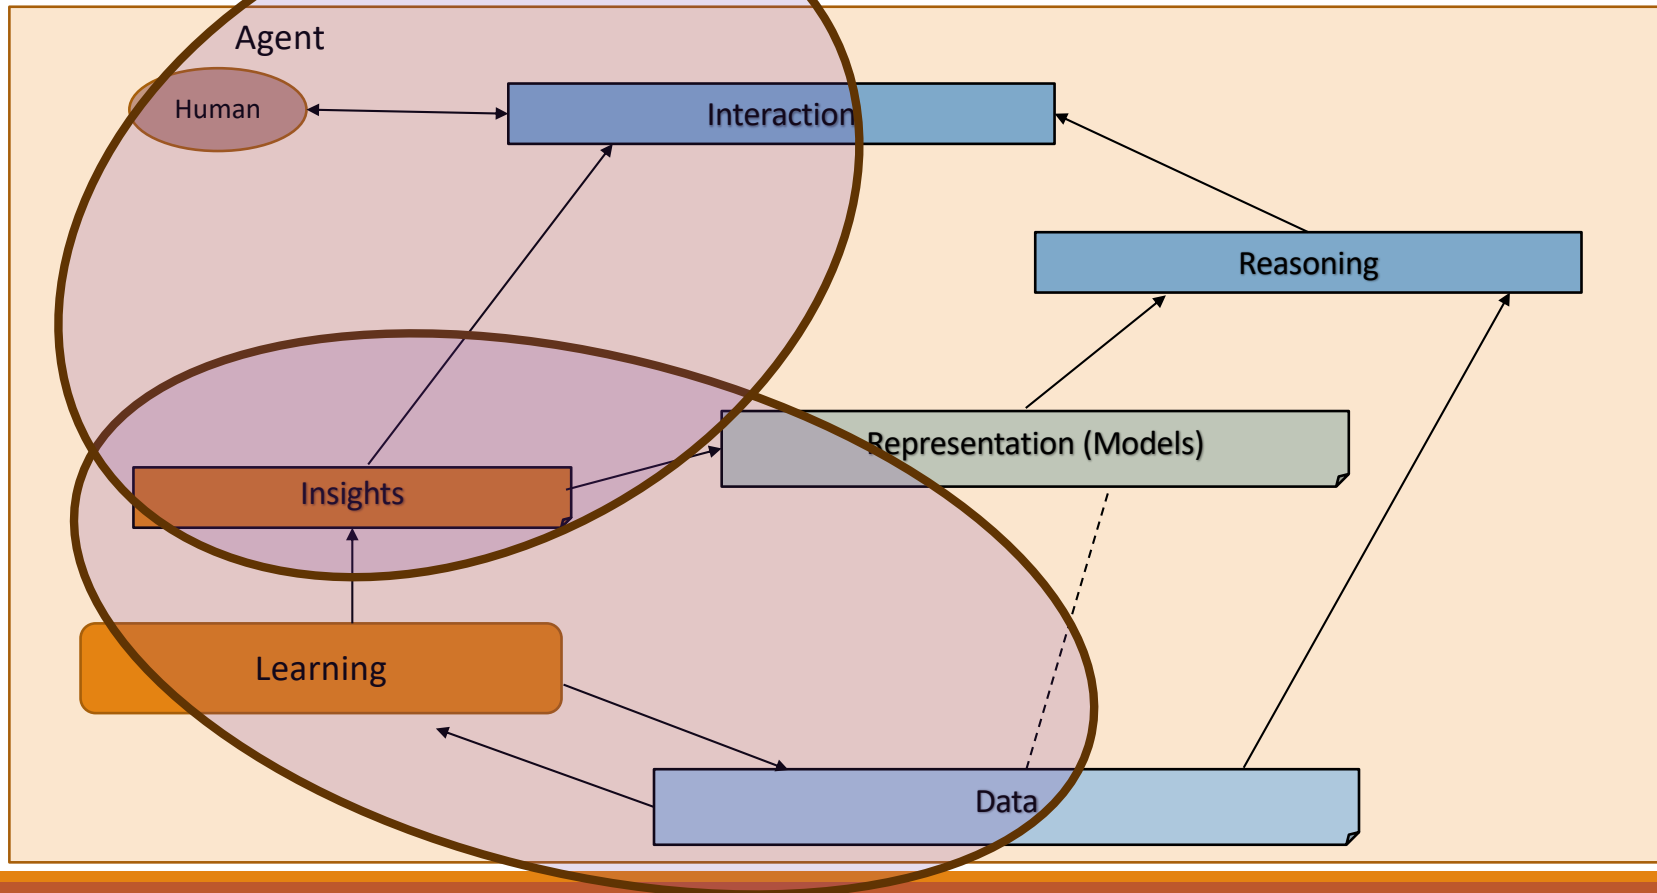 Agent
Human
Interaction
Reasoning
Representation (Models)
Insights
Learning
Data